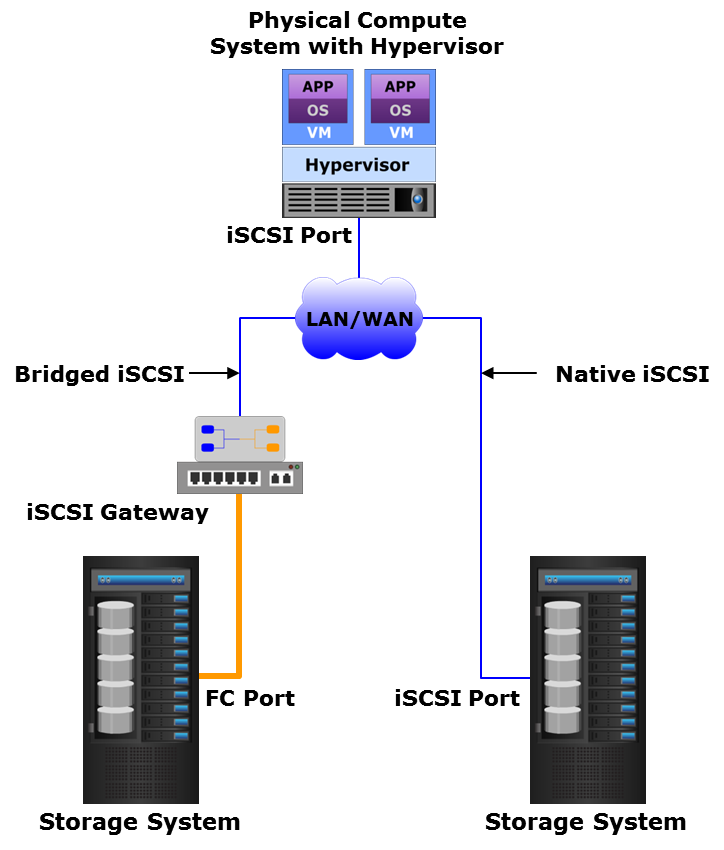 Physical Compute
System with Hypervisor
APP
OS
VM
APP
OS
VM
Hypervisor
iSCSI Port
LAN/WAN
Bridged iSCSI
Native iSCSI
iSCSI Gateway
FC Port
iSCSI Port
Storage System
Storage System